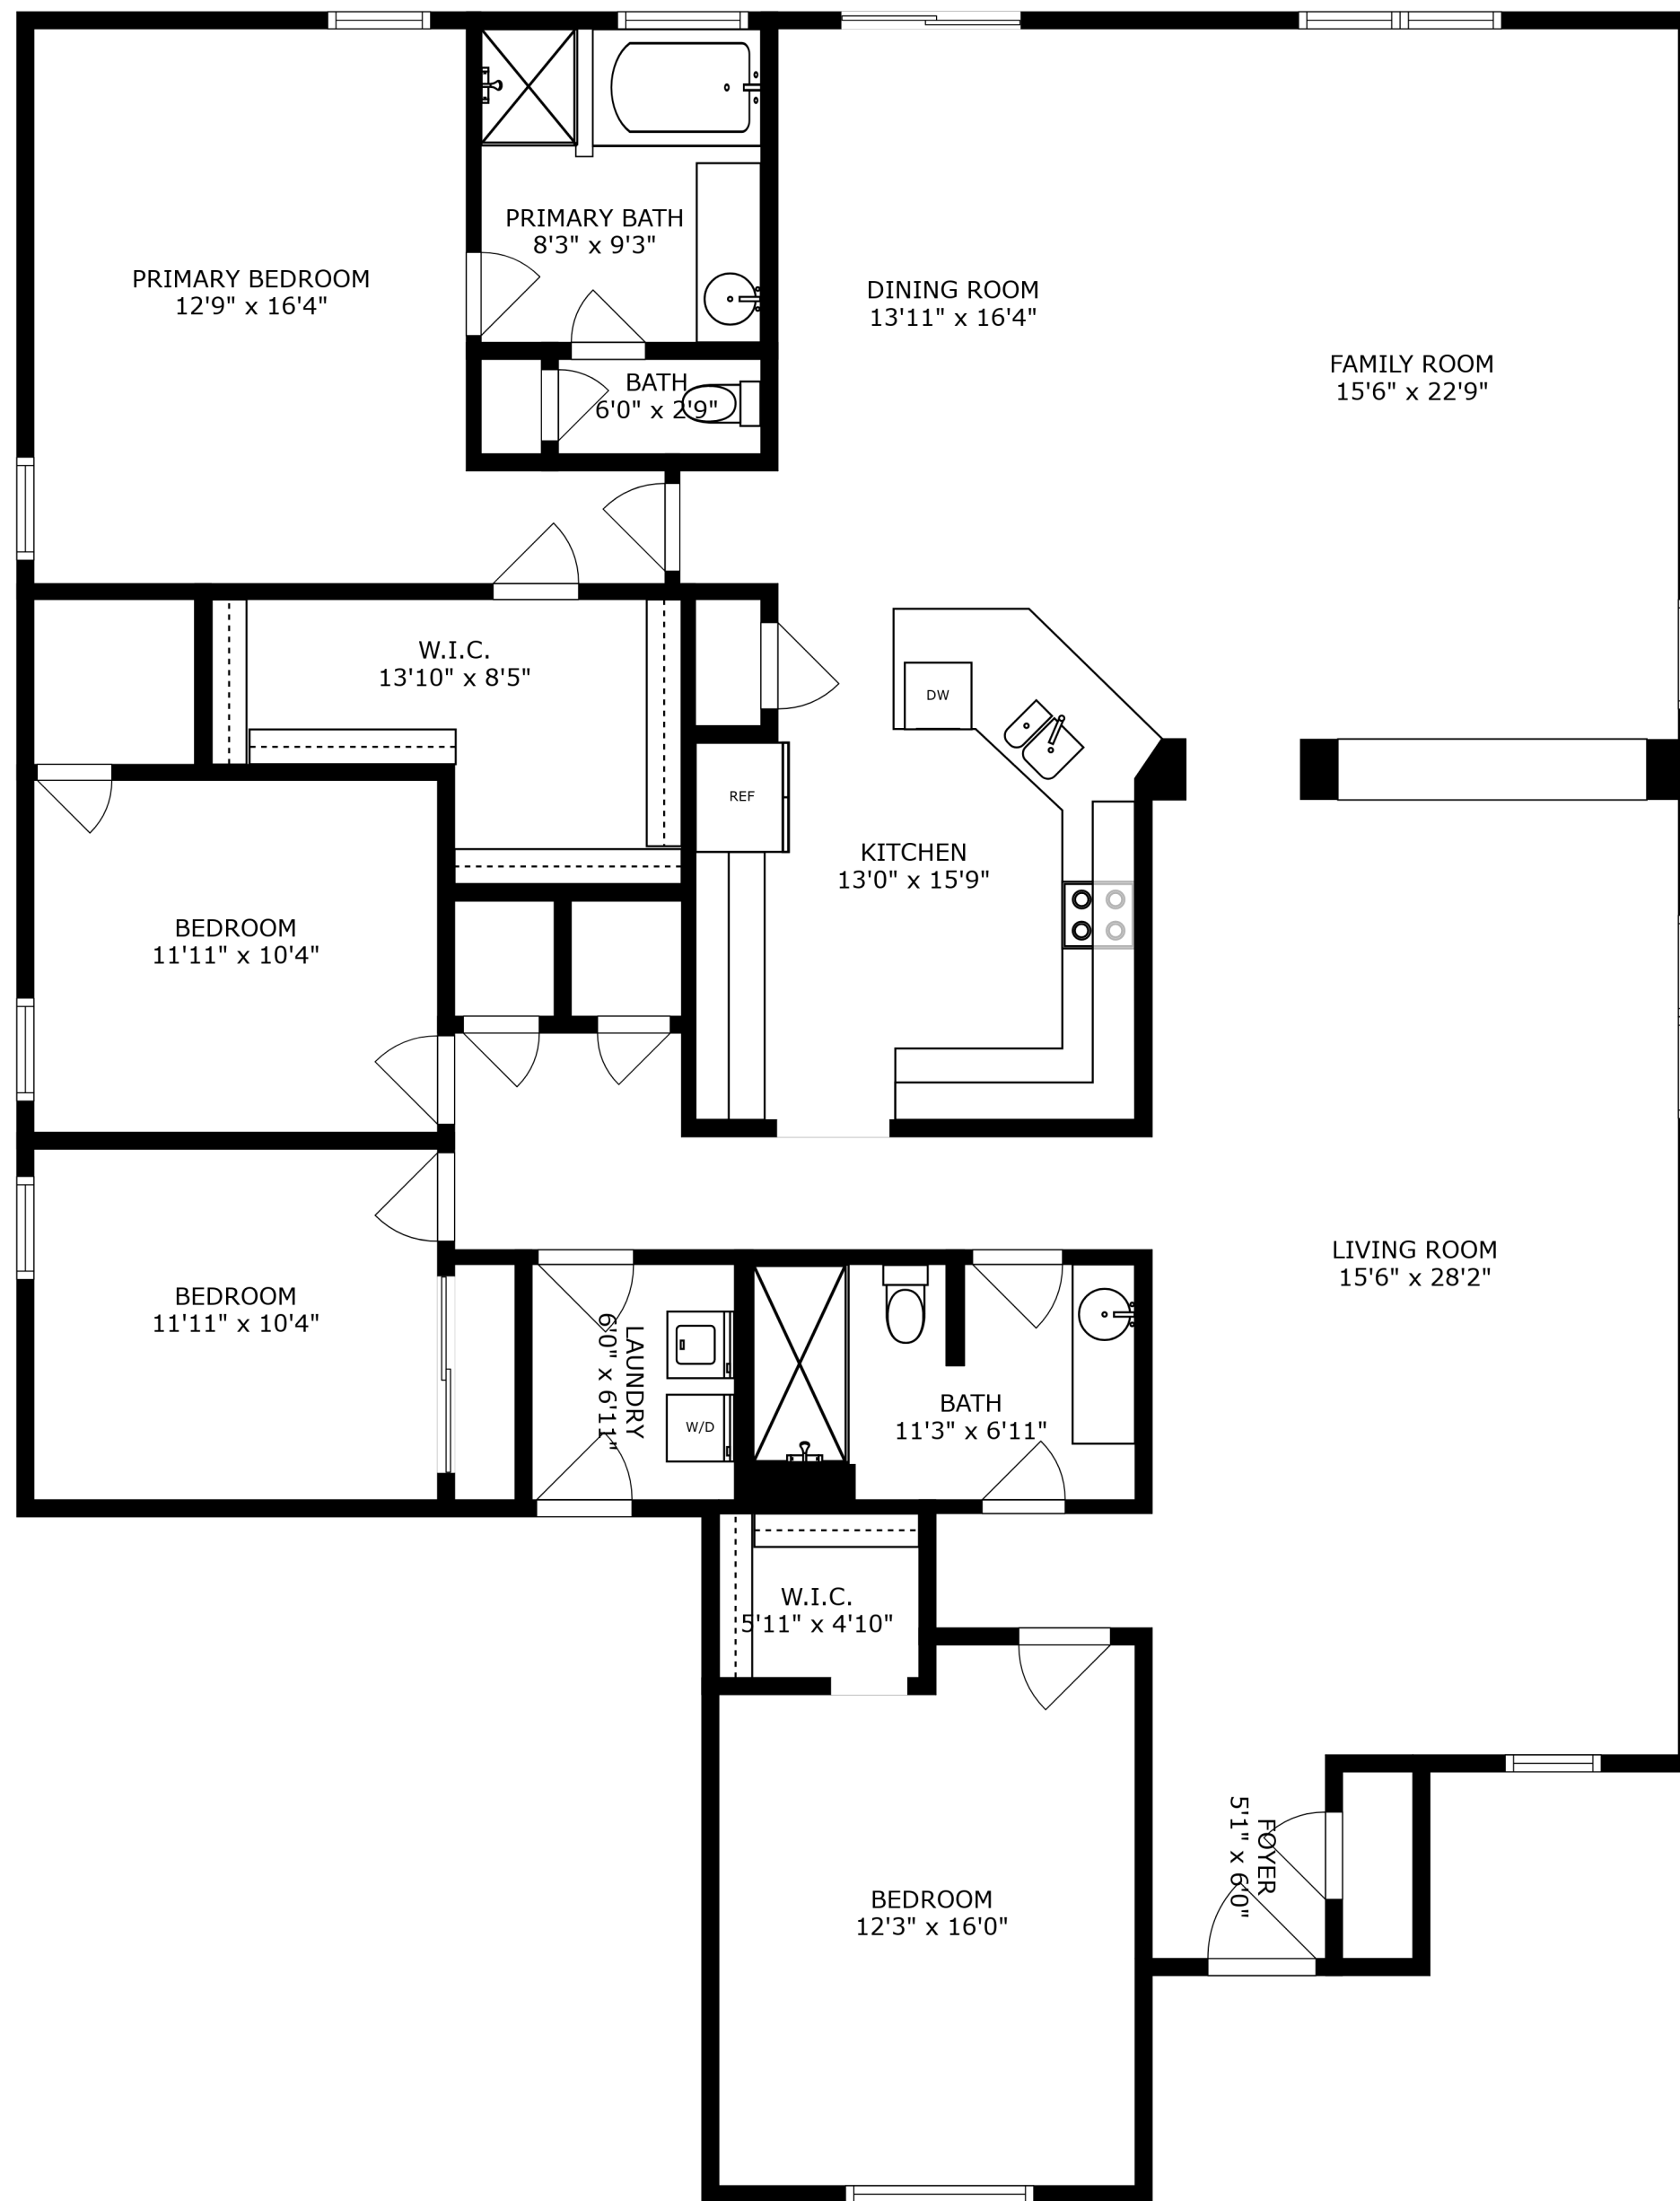 PRIMARY BATH
8'3" x 9'3"
PRIMARY BEDROOM
12'9" x 16'4"
DINING ROOM
13'11" x 16'4"
FAMILY ROOM
15'6" x 22'9"
BATH
6'0" x 2'9"
W.I.C.
13'10" x 8'5"
DW
REF
KITCHEN
13'0" x 15'9"
BEDROOM
11'11" x 10'4"
LIVING ROOM
15'6" x 28'2"
BEDROOM
11'11" x 10'4"
LAUNDRY
6'0" x 6'11"
W/D
BATH
11'3" x 6'11"
W.I.C.
5'11" x 4'10"
FOYER
5'1" x 6'0"
BEDROOM
12'3" x 16'0"